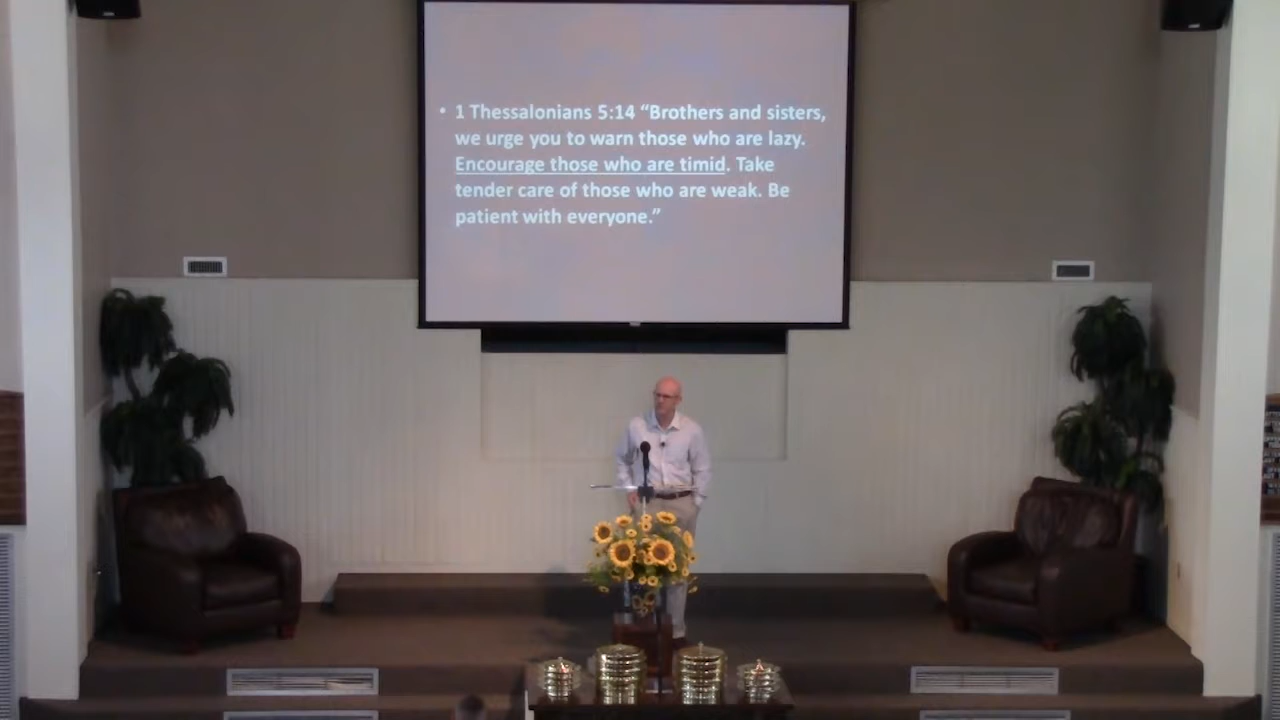 • 1 Thessalonians 5:14 “Brothers and sisters,
we urge you to warn those who are lazy.
Encourage those who are timid. Take
tender care of those who are weak. Be
patient with everyone.”